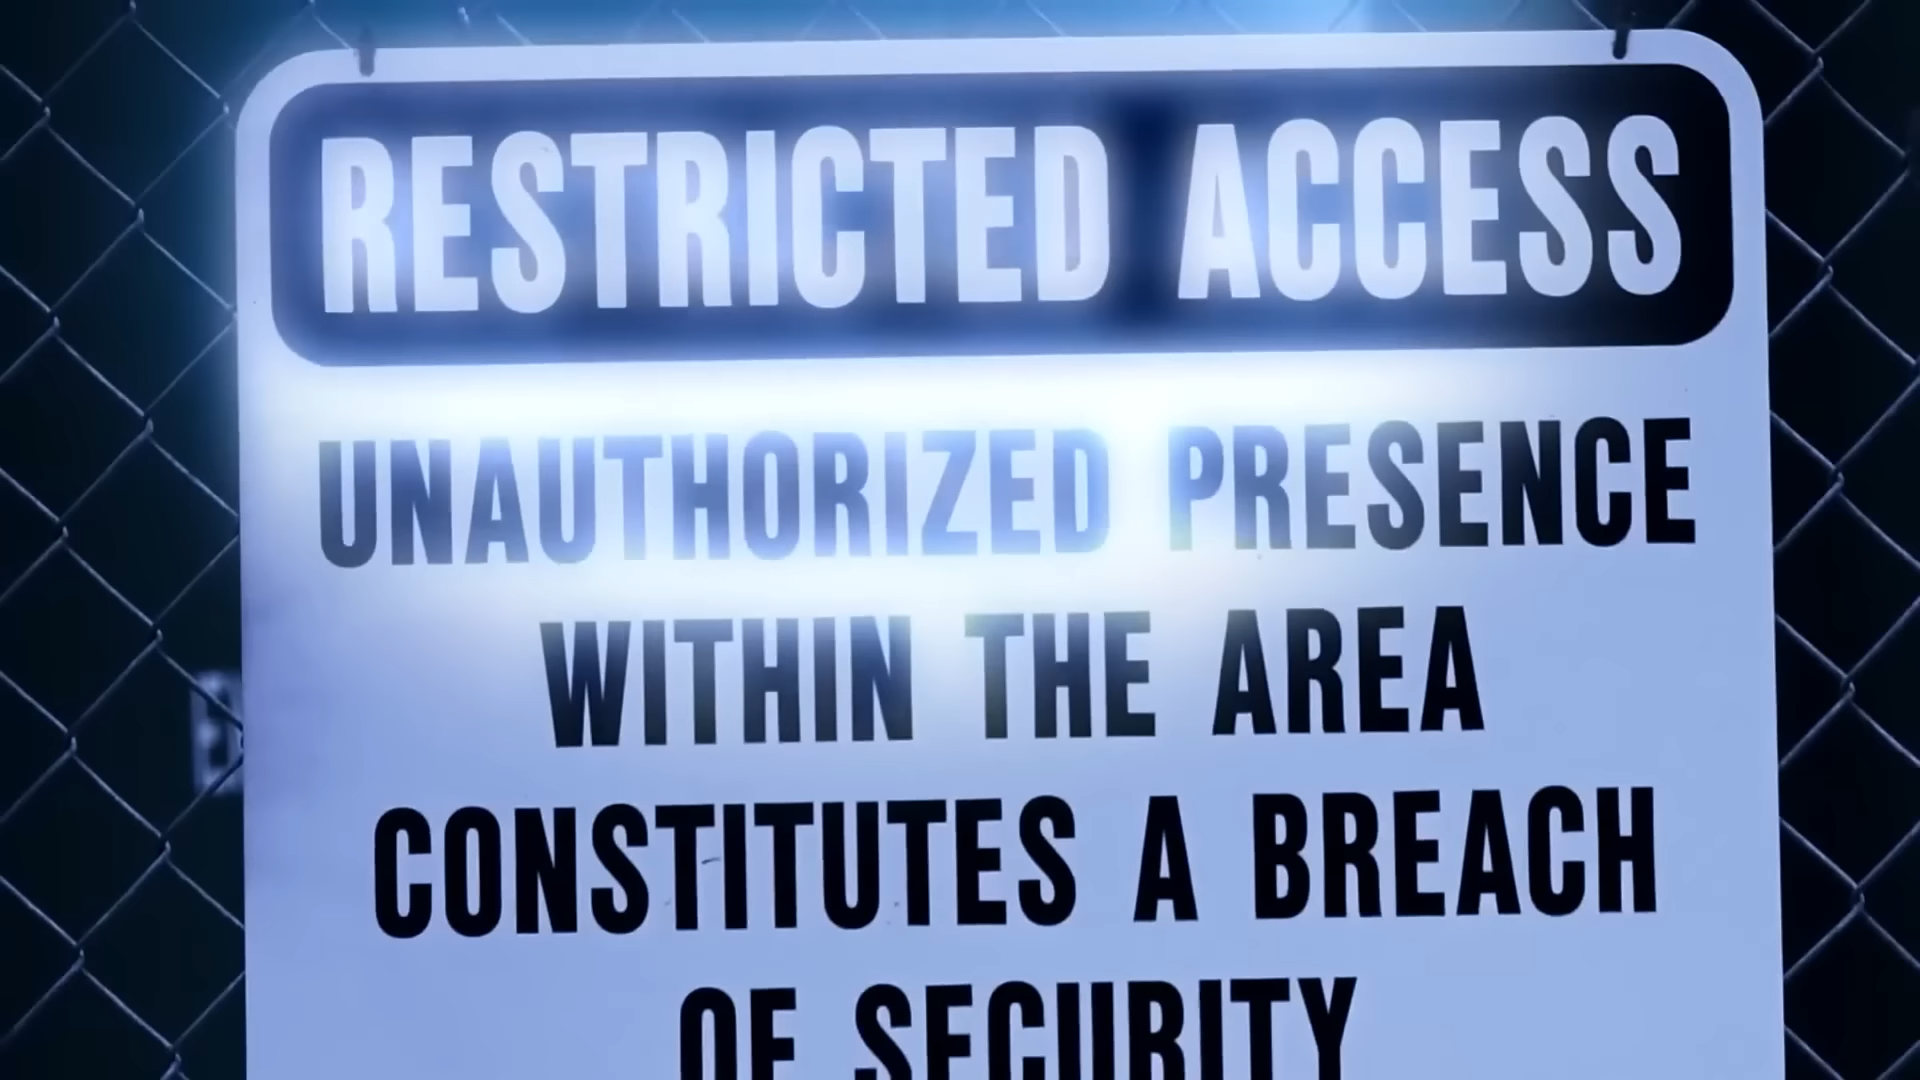 RESTRICTED ACCESS
UNAUTHORIZED PRESENCE
WITHIN THE AREA
CONSTITUTES A BREACH
OF SECURITY